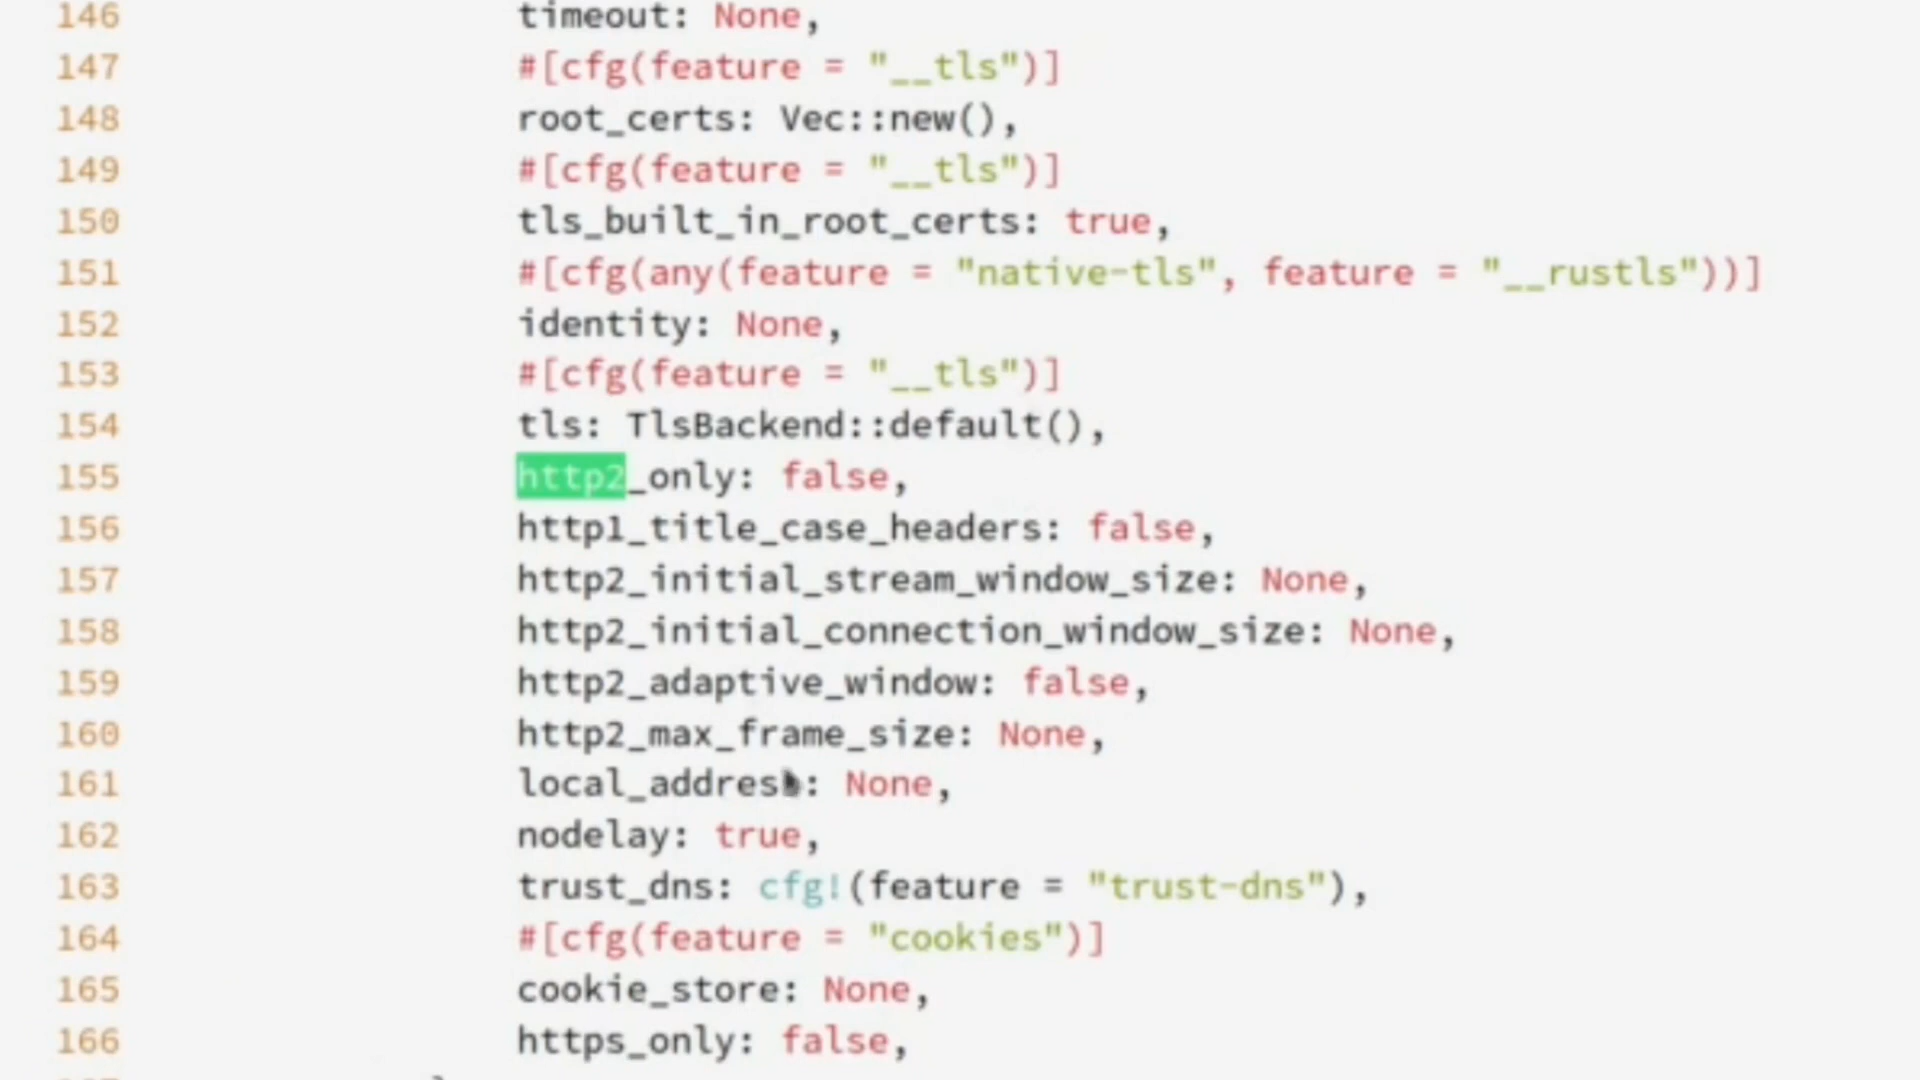 146 timeout: None,
147 #[cfg(feature = "__tls")]
148 root_certs: Vec::new(),
149 #[cfg(feature = "__tls")]
150 tls_built_in_root_certs: true,
151 #[cfg(any(feature = "native-tls", feature = "__rustls"))]
152 identity: None,
153 #[cfg(feature = "__tls")]
154 tls: TlsBackend::default(),
155 http2_only: false,
156 http1_title_case_headers: false,
157 http2_initial_stream_window_size: None,
158 http2_initial_connection_window_size: None,
159 http2_adaptive_window: false,
160 http2_max_frame_size: None,
161 local_address: None,
162 nodelay: true,
163 trust_dns: cfg!(feature = "trust-dns"),
164 #[cfg(feature = "cookies")]
165 cookie_store: None,
166 https_only: false,